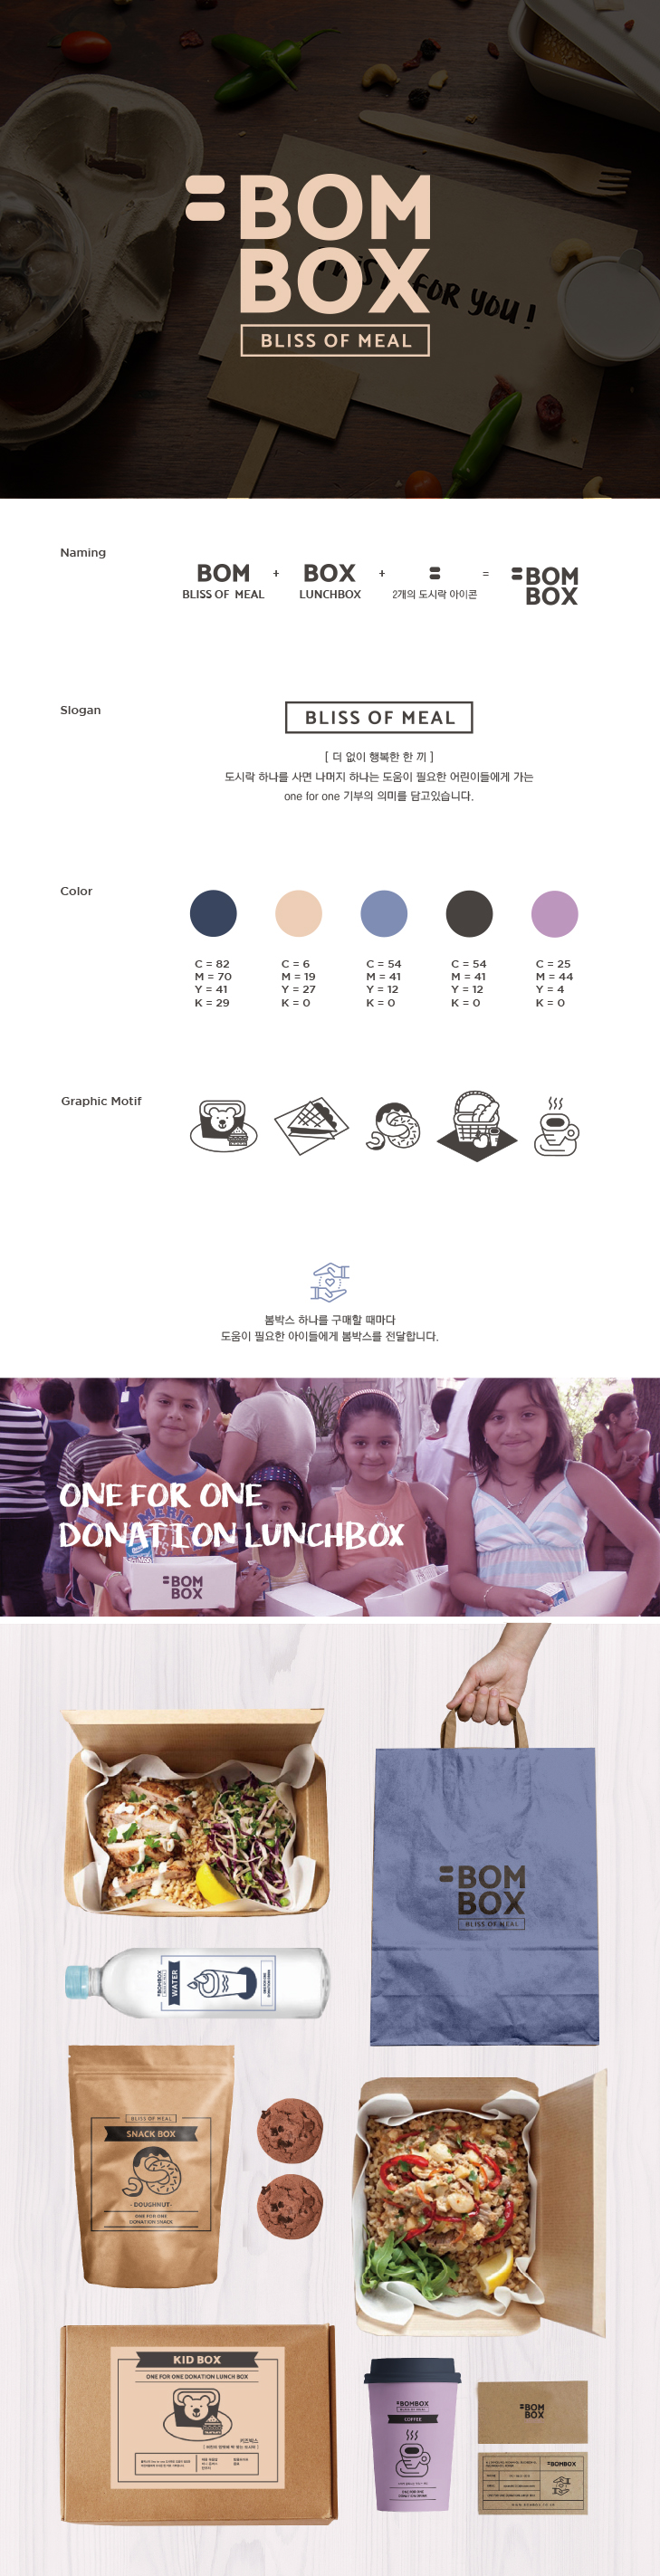 BOM
BOX
THIS IS FOR YOU !
BLISS OF MEAL
Naming
BOM + BOX + = BOM
BOX
BLISS OF MEAL LUNCHBOX 2개의 도시락 아이콘
Slogan
BLISS OF MEAL
[ 더 없이 행복한 한 끼 ]
도시락 하나를 사면 나머지 하나는 도움이 필요한 어린이들에게 가는
one for one 기부의 의미를 담고있습니다.
Color
C = 82 C = 6 C = 54 C = 54 C = 25
M = 70 M = 19 M = 41 M = 41 M = 44
Y = 41 Y = 27 Y = 12 Y = 12 Y = 4
K = 29 K = 0 K = 0 K = 0 K = 0
Graphic Motif
봄박스 하나를 구매할 때마다
도움이 필요한 아이들에게 봄박스를 전달합니다.
ONE FOR ONE
DONATION LUNCHBOX
BOM
BOX
BOM
BOX
BLISS OF MEAL
BOMBOX
WATER
BLISS OF MEAL
SNACK BOX
- DOUGHNUT -
ONE FOR ONE
DONATION SNACK
KID BOX
ONE FOR ONE DONATION LUNCH BOX
키즈박스
BOMBOX
BLISS OF MEAL
COFFEE
ONE FOR ONE
BOM
BOX
BOMBOX